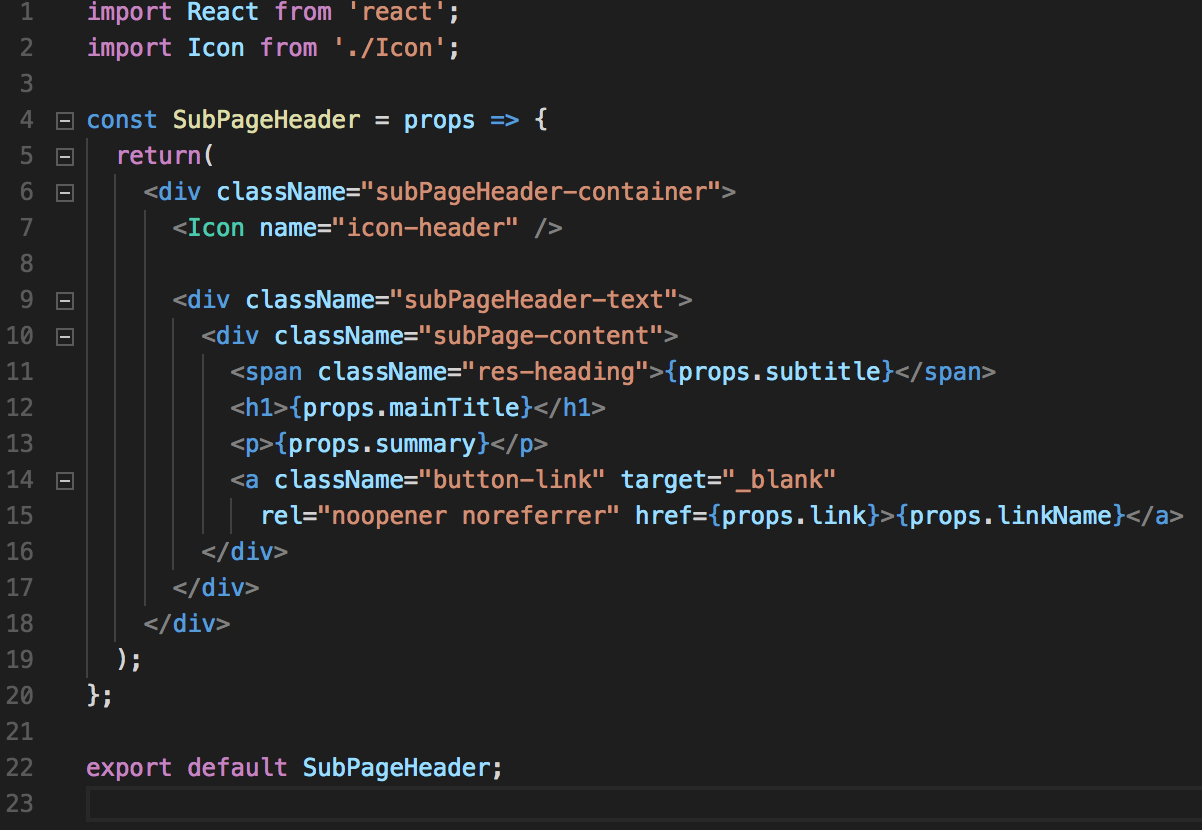 1 import React from 'react';
2 import Icon from './Icon';
3
4 const SubPageHeader = props => {
5 return(
6 <div className="subPageHeader-container">
7 <Icon name="icon-header" />
8
9 <div className="subPageHeader-text">
10 <div className="subPage-content">
11 <span className="res-heading">{props.subtitle}</span>
12 <h1>{props.mainTitle}</h1>
13 <p>{props.summary}</p>
14 <a className="button-link" target="_blank"
15 rel="noopener noreferrer" href={props.link}>{props.linkName}</a>
16 </div>
17 </div>
18 </div>
19 );
20 };
21
22 export default SubPageHeader;
23